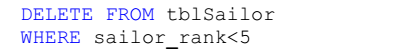 DELETE FROM tblSailor
WHERE sailor_rank<5